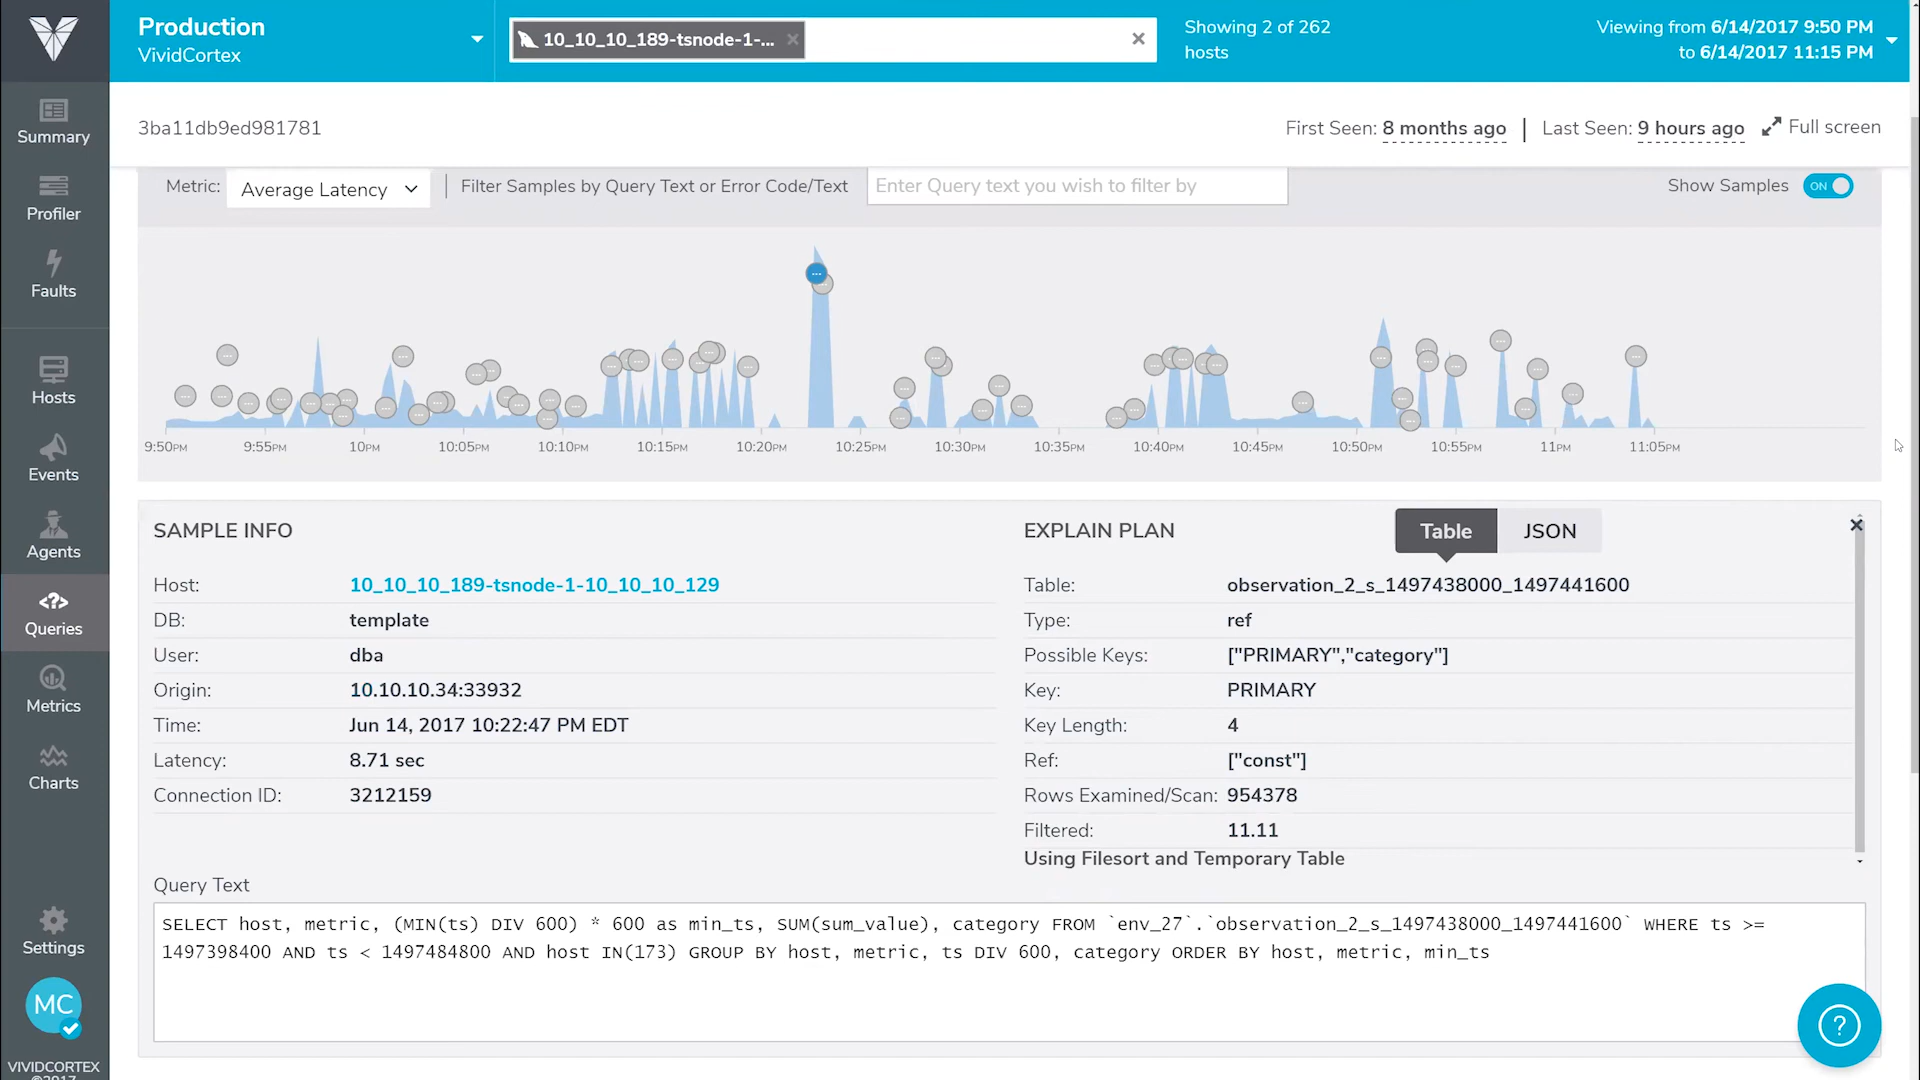 Production
VividCortex
10_10_10_189-tsnode-1-...
Showing 2 of 262
hosts
Viewing from 6/14/2017 9:50 PM
to 6/14/2017 11:15 PM
Summary
Profiler
Faults
Hosts
Events
Agents
Queries
Metrics
Charts
Settings
MC
VIVIDCORTEX
©2017
3ba11db9ed981781
First Seen: 8 months ago | Last Seen: 9 hours ago
Full screen
Metric: Average Latency
Filter Samples by Query Text or Error Code/Text
Enter Query text you wish to filter by
Show Samples ON
9:50PM 9:55PM 10PM 10:05PM 10:10PM 10:15PM 10:20PM 10:25PM 10:30PM 10:35PM 10:40PM 10:45PM 10:50PM 10:55PM 11PM 11:05PM
SAMPLE INFO
Host: 10_10_10_189-tsnode-1-10_10_10_129
DB: template
User: dba
Origin: 10.10.10.34:33932
Time: Jun 14, 2017 10:22:47 PM EDT
Latency: 8.71 sec
Connection ID: 3212159
EXPLAIN PLAN
Table JSON
Table: observation_2_s_1497438000_1497441600
Type: ref
Possible Keys: ["PRIMARY","category"]
Key: PRIMARY
Key Length: 4
Ref: ["const"]
Rows Examined/Scan: 954378
Filtered: 11.11
Using Filesort and Temporary Table
Query Text
SELECT host, metric, (MIN(ts) DIV 600) * 600 as min_ts, SUM(sum_value), category FROM `env_27`.`observation_2_s_1497438000_1497441600` WHERE ts >=
1497398400 AND ts < 1497484800 AND host IN(173) GROUP BY host, metric, ts DIV 600, category ORDER BY host, metric, min_ts
?